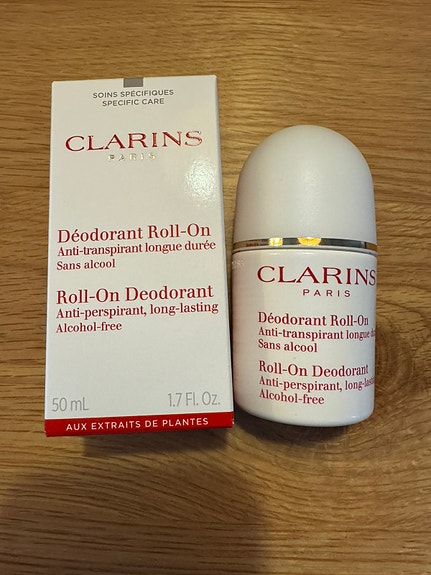 SOINS SPÉCIFIQUES
SPECIFIC CARE
CLARINS
PARIS
Déodorant Roll-On
Anti-transpirant longue durée
Sans alcool
Roll-On Deodorant
Anti-perspirant, long-lasting
Alcohol-free
50 mL 1.7 Fl. Oz.
AUX EXTRAITS DE PLANTES
CLARINS
PARIS
Déodorant Roll-On
Anti-transpirant longue
Sans alcool
Roll-On Deodorant
Anti-perspirant,
Alcohol-free